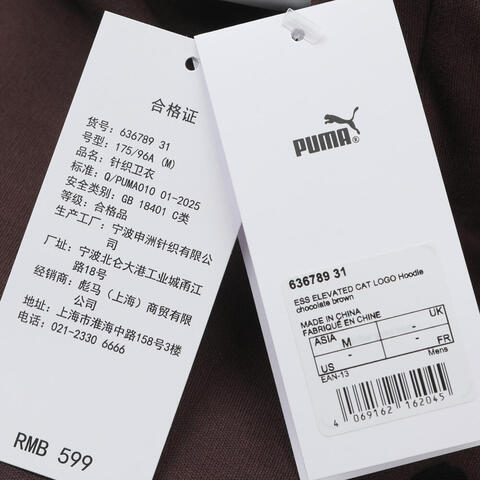 合格证
货号: 636789 31
号型: 175/96A (M)
品名: 针织卫衣
标准: Q/PUMA010 01-2025
安全类别: GB 18401 C类
等级: 合格品
生产工厂: 宁波申洲针织有限公
司
厂址: 宁波北仑大港工业城甬江
路18号
经销商: 彪马（上海）商贸有限
公司
地址: 上海市淮海中路158号3楼
电话: 021-2330 6666
RMB 599
PUMA®
636789 31
ESS ELEVATED CAT LOGO Hoodie
chocolate brown
MADE IN CHINA
FABRIQUÉ EN CHINE
ASIA M - UK
US - - FR
EAN-13 Mens
4 069162 162045